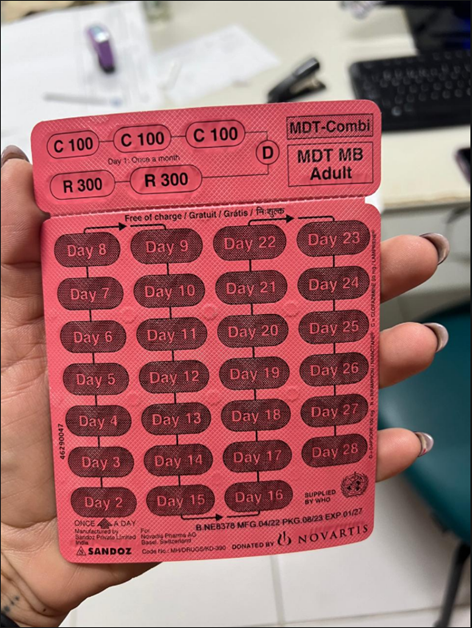 C 100 C 100 C 100
Day 1: Once a month
R 300 R 300
D
MDT-Combi
MDT MB
Adult
Free of charge / Gratuit / Grátis / निःशुल्क
Day 8 Day 9 Day 22 Day 23
Day 7 Day 10 Day 21 Day 24
Day 6 Day 11 Day 20 Day 25
Day 5 Day 12 Day 19 Day 26
Day 4 Day 13 Day 18 Day 27
Day 3 Day 14 Day 17 Day 28
Day 2 Day 15 Day 16
46290047
SUPPLIED
BY WHO
ONCE A DAY
B.NE8376 MFG.04/22 PKG.08/23 EXP.01/27
Manufactured by
Sandoz Private Limited
India
For
Novartis Pharma AG
Basel, Switzerland
SANDOZ
DONATED BY NOVARTIS